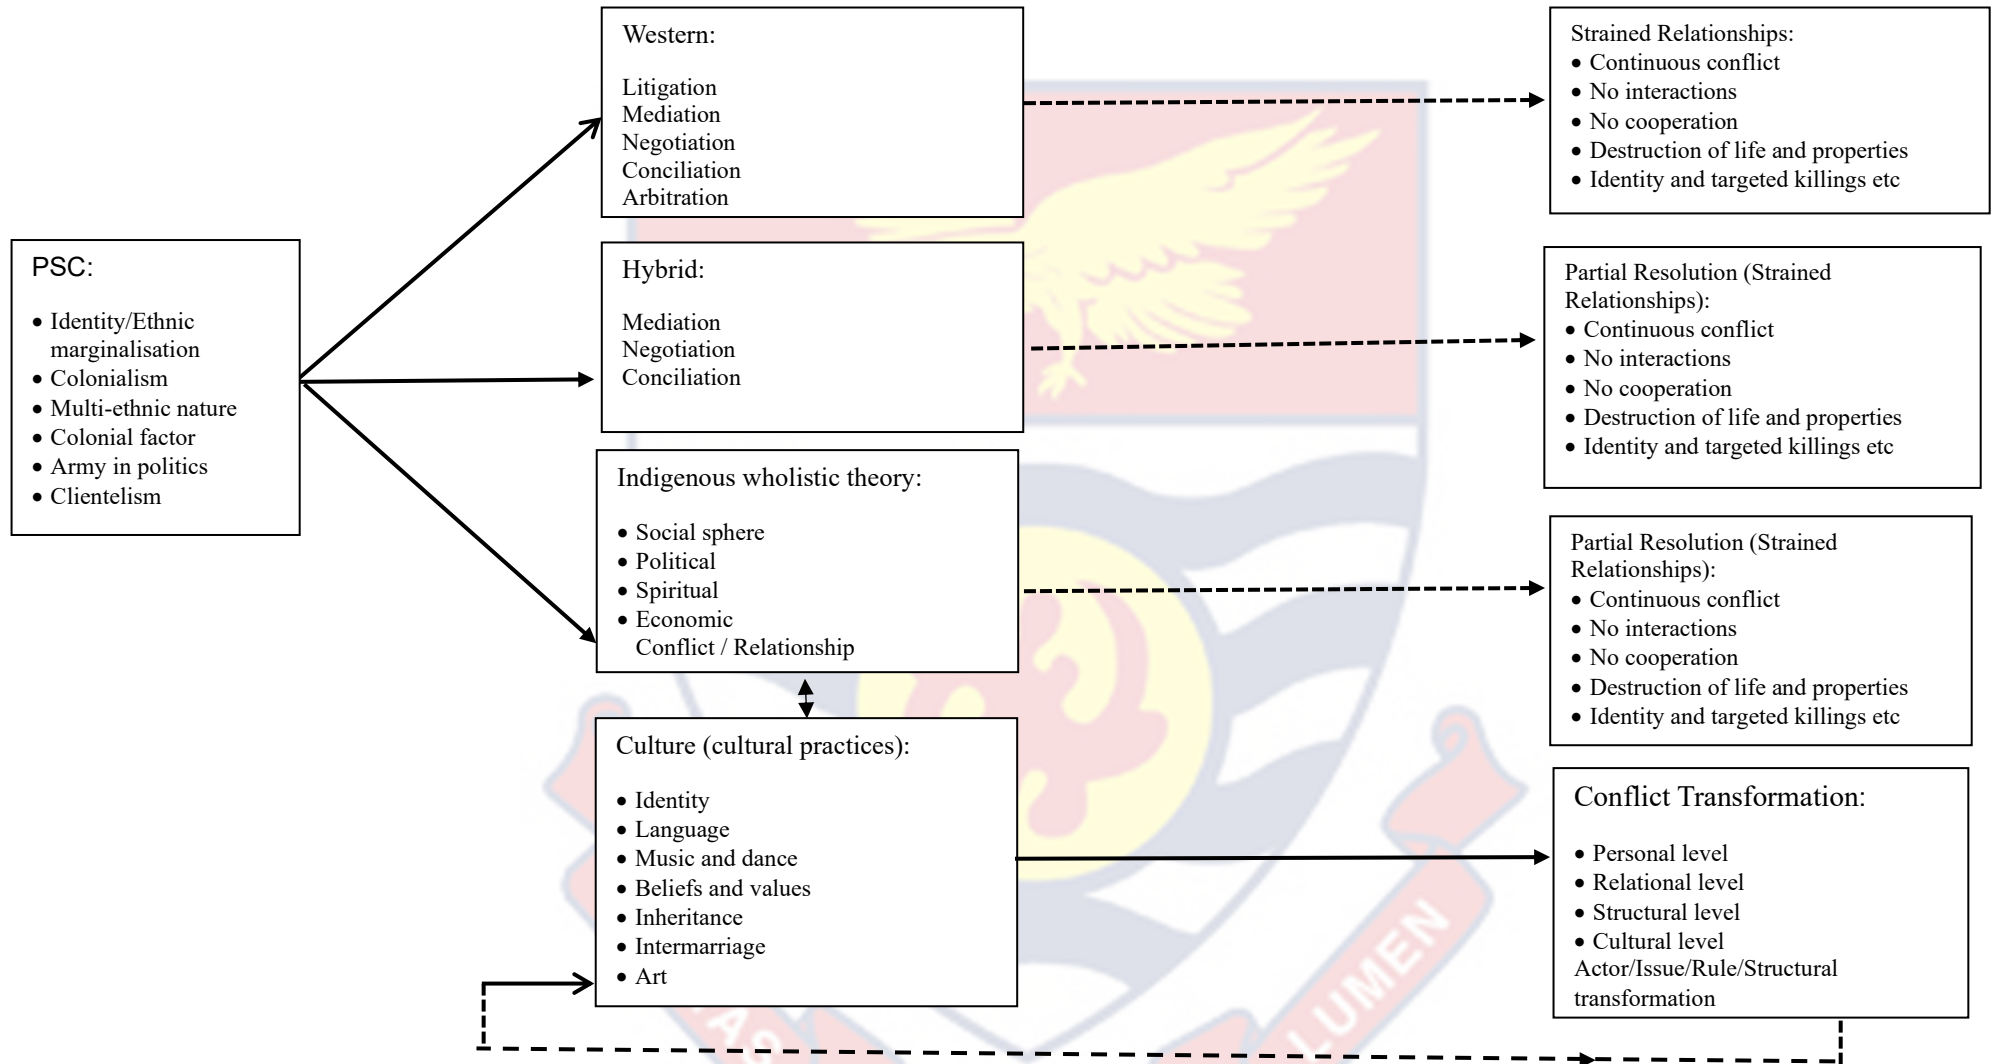 PSC:
• Identity/Ethnic
marginalisation
• Colonialism
• Multi-ethnic nature
• Colonial factor
• Army in politics
• Clientelism
Western:
Litigation
Mediation
Negotiation
Conciliation
Arbitration
Hybrid:
Mediation
Negotiation
Conciliation
Indigenous wholistic theory:
• Social sphere
• Political
• Spiritual
• Economic
Conflict / Relationship
Culture (cultural practices):
• Identity
• Language
• Music and dance
• Beliefs and values
• Inheritance
• Intermarriage
• Art
Strained Relationships:
• Continuous conflict
• No interactions
• No cooperation
• Destruction of life and properties
• Identity and targeted killings etc
Partial Resolution (Strained
Relationships):
• Continuous conflict
• No interactions
• No cooperation
• Destruction of life and properties
• Identity and targeted killings etc
Partial Resolution (Strained
Relationships):
• Continuous conflict
• No interactions
• No cooperation
• Destruction of life and properties
• Identity and targeted killings etc
Conflict Transformation:
• Personal level
• Relational level
• Structural level
• Cultural level
Actor/Issue/Rule/Structural
transformation
LUMEN